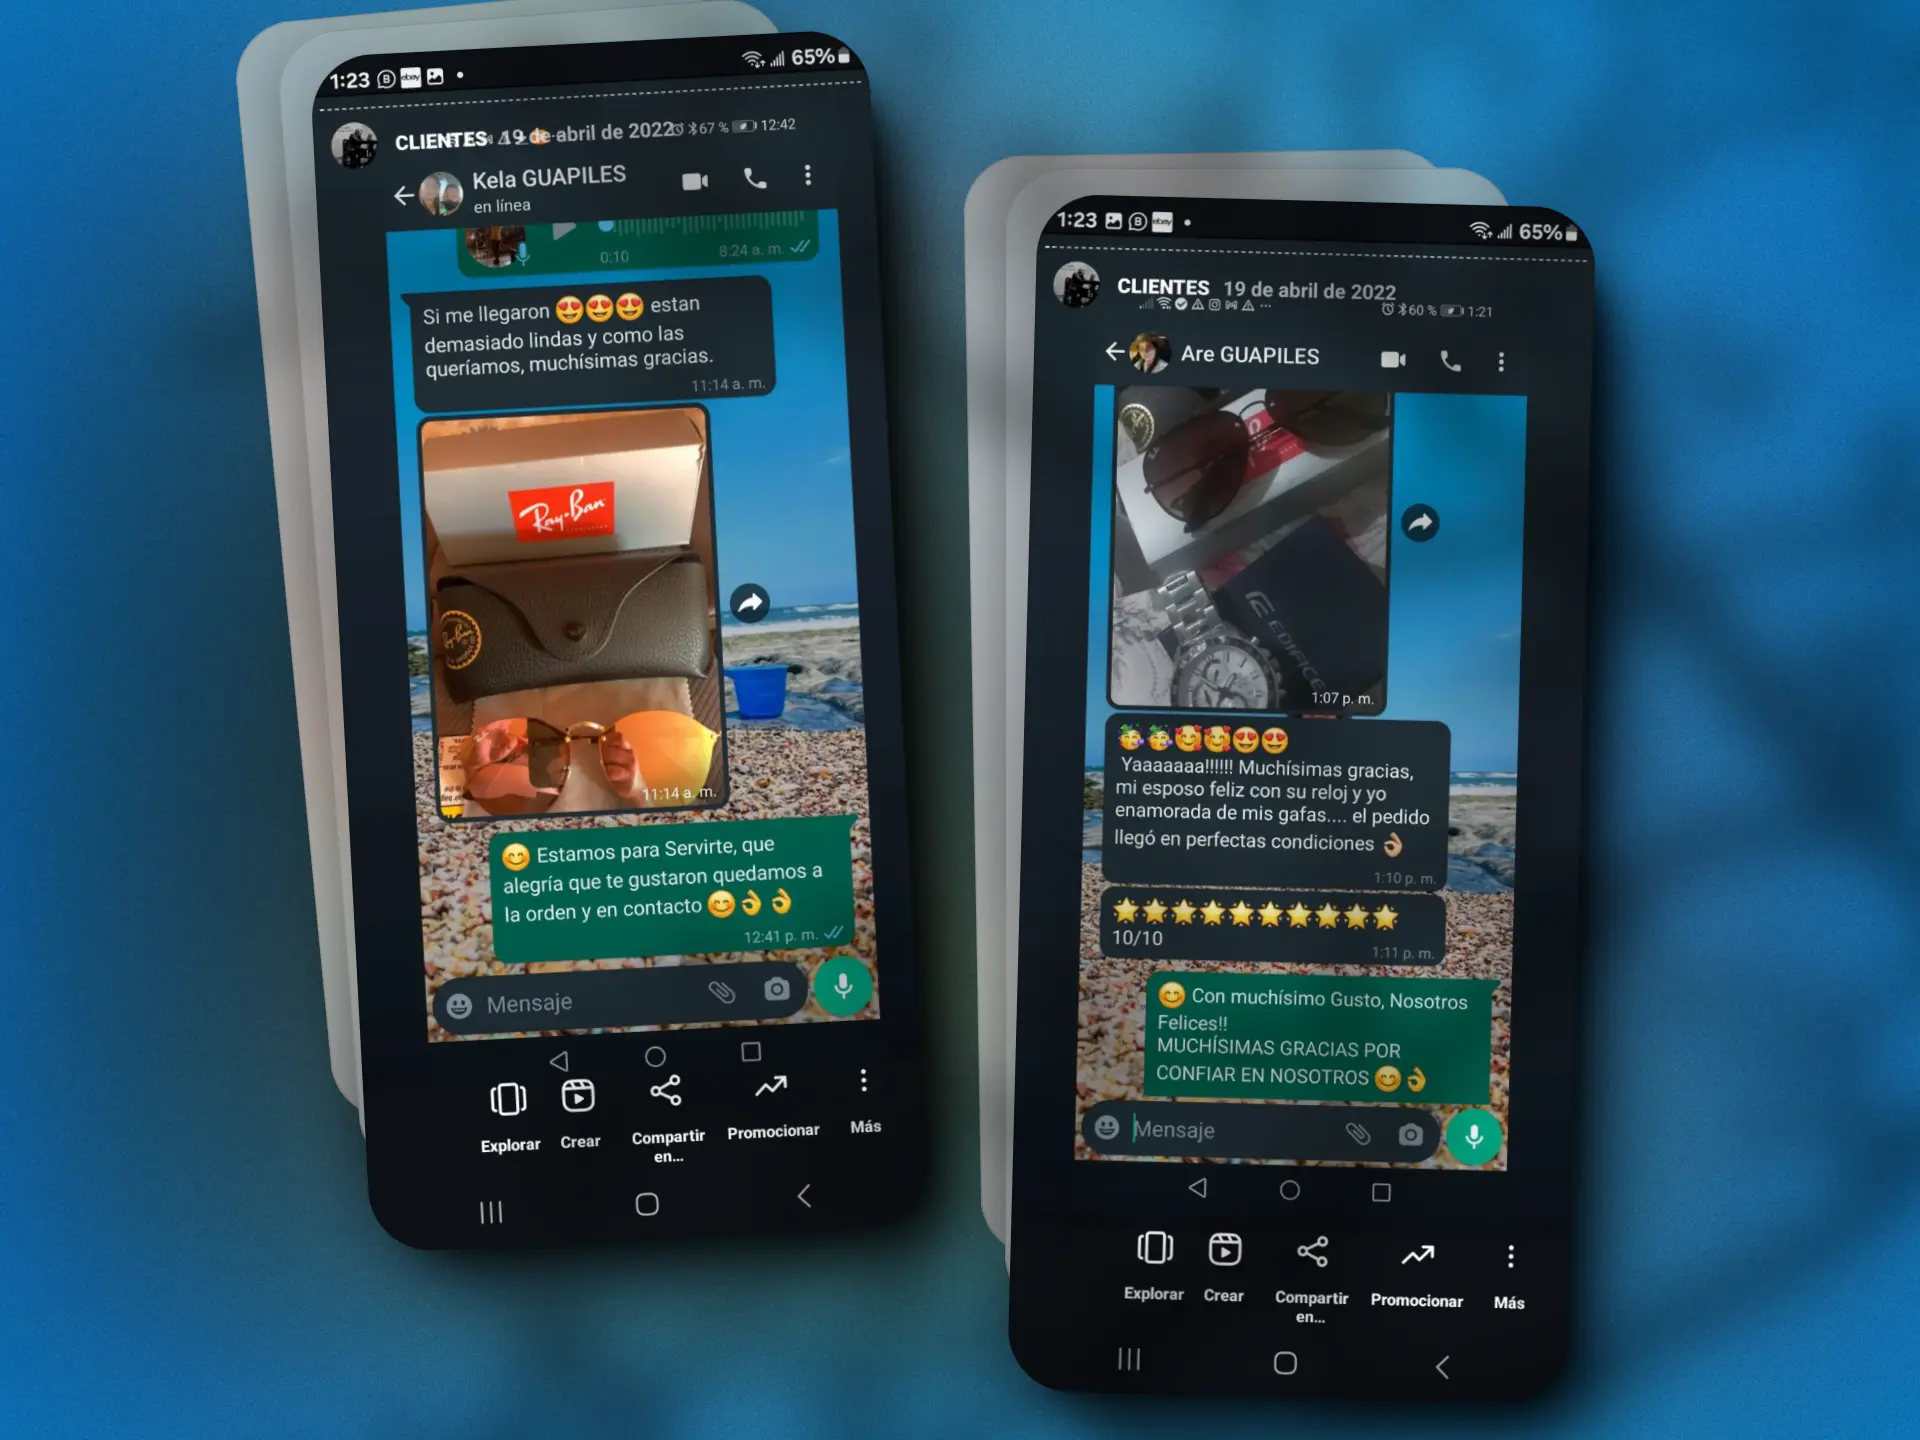 1:23
65%
CLIENTES 19 de abril de 2022
67 % 12:42
Kela GUAPILES
en línea
0:10
8:24 a. m.
Si me llegaron 😍😍😍 estan
demasiado lindas y como las
queríamos, muchísimas gracias.
11:14 a. m.
Ray-Ban
Ray-Ban
11:14 a. m.
😊 Estamos para Servirte, que
alegría que te gustaron quedamos a
la orden y en contacto 😊👌👌
12:41 p. m.
Mensaje
Explorar
Crear
Compartir
en...
Promocionar
Más
1:23
ebay
65%
CLIENTES 19 de abril de 2022
60 % 1:21
Are GUAPILES
EDIFICE
1:07 p. m.
🥳🥳🥰🥰😍😍
Yaaaaaaa!!!!!! Muchísimas gracias,
mi esposo feliz con su reloj y yo
enamorada de mis gafas.... el pedido
llegó en perfectas condiciones 👌🏼
1:10 p. m.
🌟🌟🌟🌟🌟🌟🌟🌟🌟🌟
10/10
1:11 p. m.
😊 Con muchísimo Gusto, Nosotros
Felices!!
MUCHÍSIMAS GRACIAS POR
CONFIAR EN NOSOTROS 😊👌
Mensaje
Explorar
Crear
Compartir
en...
Promocionar
Más